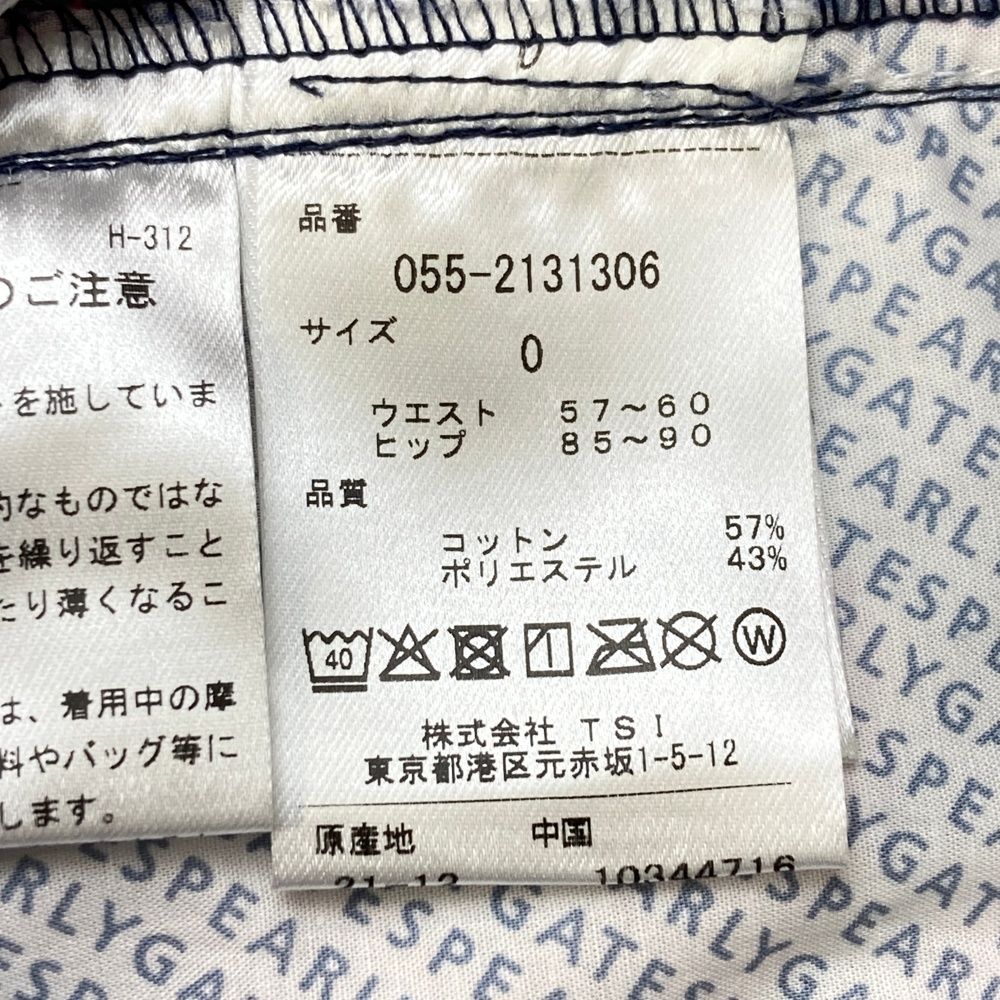 H-312
のご注意
を施していま
的なものではな
を繰り返すこと
たり薄くなるこ
は、着用中の摩
料やバッグ等に
します。
品番
055-2131306
サイズ
0
ウエスト 57~60
ヒップ 85~90
品質
コットン 57%
ポリエステル 43%
40
W
株式会社 TSI
東京都港区元赤坂1-5-12
原産地 中国
21-12 10344716
PEARLYGATES